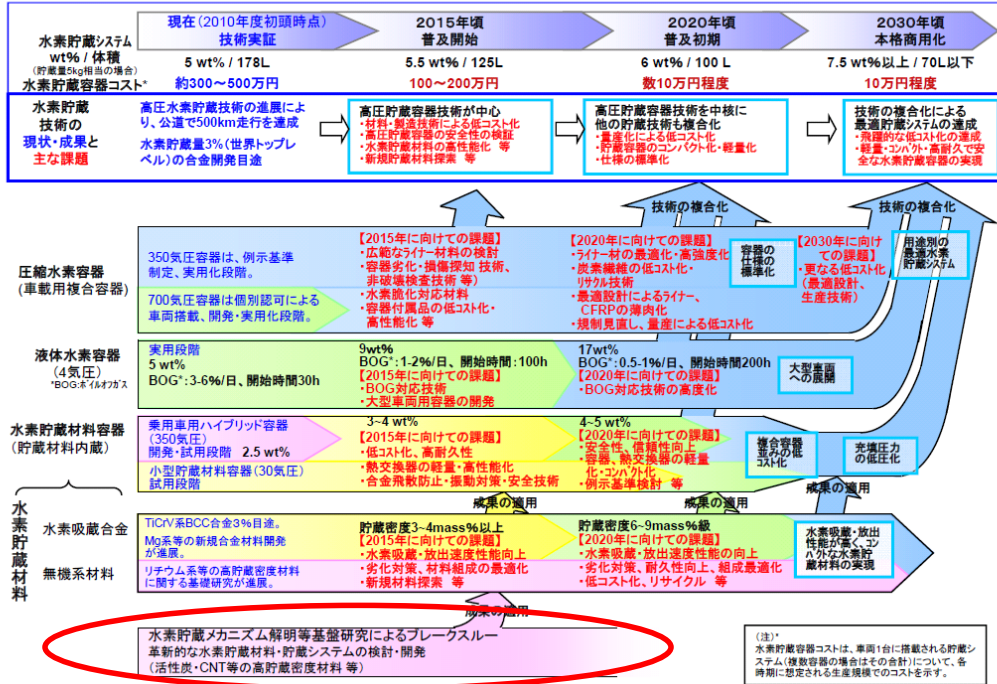 現在(2010年度初頭時点)
技術実証
2015年頃
普及開始
2020年頃
普及初期
2030年頃
本格商用化
水素貯蔵システム
wt% / 体積
(貯蔵量5kg相当の場合)
5 wt% / 178L
5.5 wt% / 125L
6 wt% / 100 L
7.5 wt%以上 / 70L以下
水素貯蔵容器コスト*
約300~500万円
100~200万円
数10万円程度
10万円程度
水素貯蔵
技術の
現状・成果と
主な課題
高圧水素貯蔵技術の進展によ
り、公道で500km走行を達成
水素貯蔵量3%(世界トップレ
ベル)の合金開発目途
高圧貯蔵容器技術が中心
・材料・製造技術による低コスト化
・高圧貯蔵容器の安全性の検証
・水素貯蔵材料の高性能化 等
・新規貯蔵材料探索 等
高圧貯蔵容器技術を中核に
他の貯蔵技術も複合化
・量産化による低コスト化
・貯蔵容器のコンパクト化・軽量化
・仕様の標準化
技術の複合化による
最適貯蔵システムの達成
・飛躍的な低コスト化の達成
・軽量・コンパクト・高耐久で安
全な水素貯蔵容器の実現
技術の複合化
技術の複合化
圧縮水素容器
(車載用複合容器)
350気圧容器は、例示基準
制定、実用化段階。
700気圧容器は個別認可による
車両搭載、開発・実用化段階。
【2015年に向けての課題】
・広範なライナー材料の検討
・容器劣化・損傷探知 技術、
非破壊検査技術 等)
・水素脆化対応材料
・容器付属品の低コスト化・
高性能化 等
【2020年に向けての課題】
・ライナー材の最適化・高強度化
・炭素繊維の低コスト化・
リサクル技術
・最適設計によるライナー、
CFRPの薄肉化
・規制見直し、量産による低コスト化
容器の
仕様の
標準化
【2030年に向け
ての課題】
・更なる低コスト化
(最適設計、
生産技術)
用途別の
最適水素
貯蔵システム
液体水素容器
(4気圧)
*BOG:ボイルオフガス
実用段階
5 wt%
BOG*:3-6%/日、開始時間30h
9wt%
BOG*:1-2%/日、開始時間:100h
【2015年に向けての課題】
・BOG対応技術
・大型車両用容器の開発
17wt%
BOG*:0.5-1%/日、開始時間200h
【2020年に向けての課題】
・BOG対応技術の高度化
大型車両
への展開
水素貯蔵材料容器
(貯蔵材料内蔵)
乗用車用ハイブリッド容器
(350気圧)
開発・試用段階 2.5 wt%
小型貯蔵材料容器(30気圧)
試用段階
3~4 wt%
【2015年に向けての課題】
・低コスト化、高耐久性
・熱交換器の軽量・高性能化
・合金飛散防止・振動対策・安全技術
4~5 wt%
【2020年に向けての課題】
・安全性、信頼性向上
・容器、熱交換器の軽量
化・コンパクト化
・例示基準検討 等
複合容器
並みの低
コスト化
充填圧力
の低圧化
成果の適用
成果の適用
成果の適用
水素貯蔵材料
水素吸蔵合金
無機系材料
TiCrV系BCC合金3%目途。
Mg系等の新規合金材料開発
が進展。
リチウム系等の高貯蔵密度材料
に関する基礎研究が進展。
貯蔵密度3~4mass%以上
【2015年に向けての課題】
・水素吸蔵・放出速度性能向上
・劣化対策、材料組成の最適化
・新規材料探索 等
貯蔵密度6~9mass%級
【2020年に向けての課題】
・水素吸蔵・放出速度性能の向上
・劣化対策、耐久性向上、組成最適化
・低コスト化、リサイクル 等
水素吸蔵・放出
性能が高く、コン
パクトな水素貯
蔵材料の実現
成果の適用
水素貯蔵メカニズム解明等基盤研究によるブレークスルー
革新的な水素貯蔵材料・貯蔵システムの検討・開発
(活性炭・CNT等の高貯蔵密度材料 等)
(注)*
水素貯蔵容器コストは、車両1台に搭載される貯蔵シ
ステム(複数容器の場合はその合計)について、各
時期に想定される生産規模でのコストを示す。